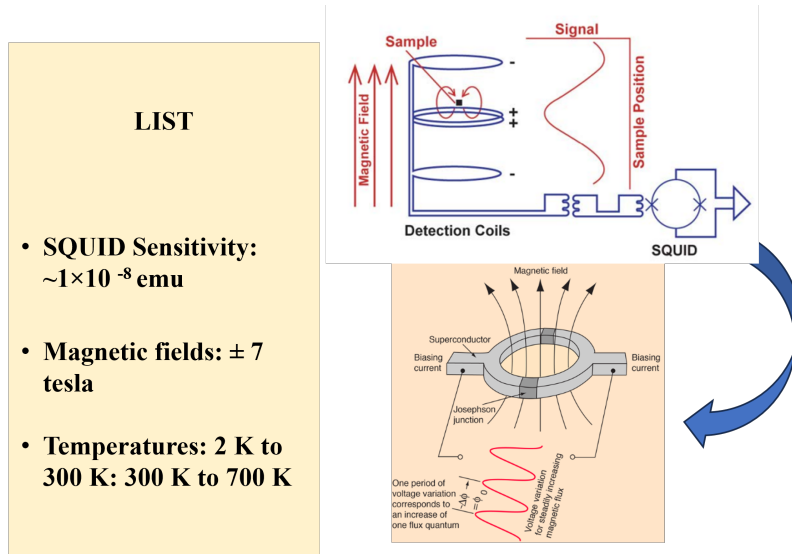 LIST
• SQUID Sensitivity:
~1×10 -8 emu
• Magnetic fields: ± 7
tesla
• Temperatures: 2 K to
300 K: 300 K to 700 K
Sample
Signal
Magnetic Field
-
+
+
-
Sample Position
Detection Coils
SQUID
Magnetic field
Superconductor
Biasing
current
Biasing
current
Josephson
junction
One period of
voltage variation
corresponds to
an increase of
one flux quantum
Δϕ
= ϕ0
Voltage variation
for steadily increasing
magnetic flux